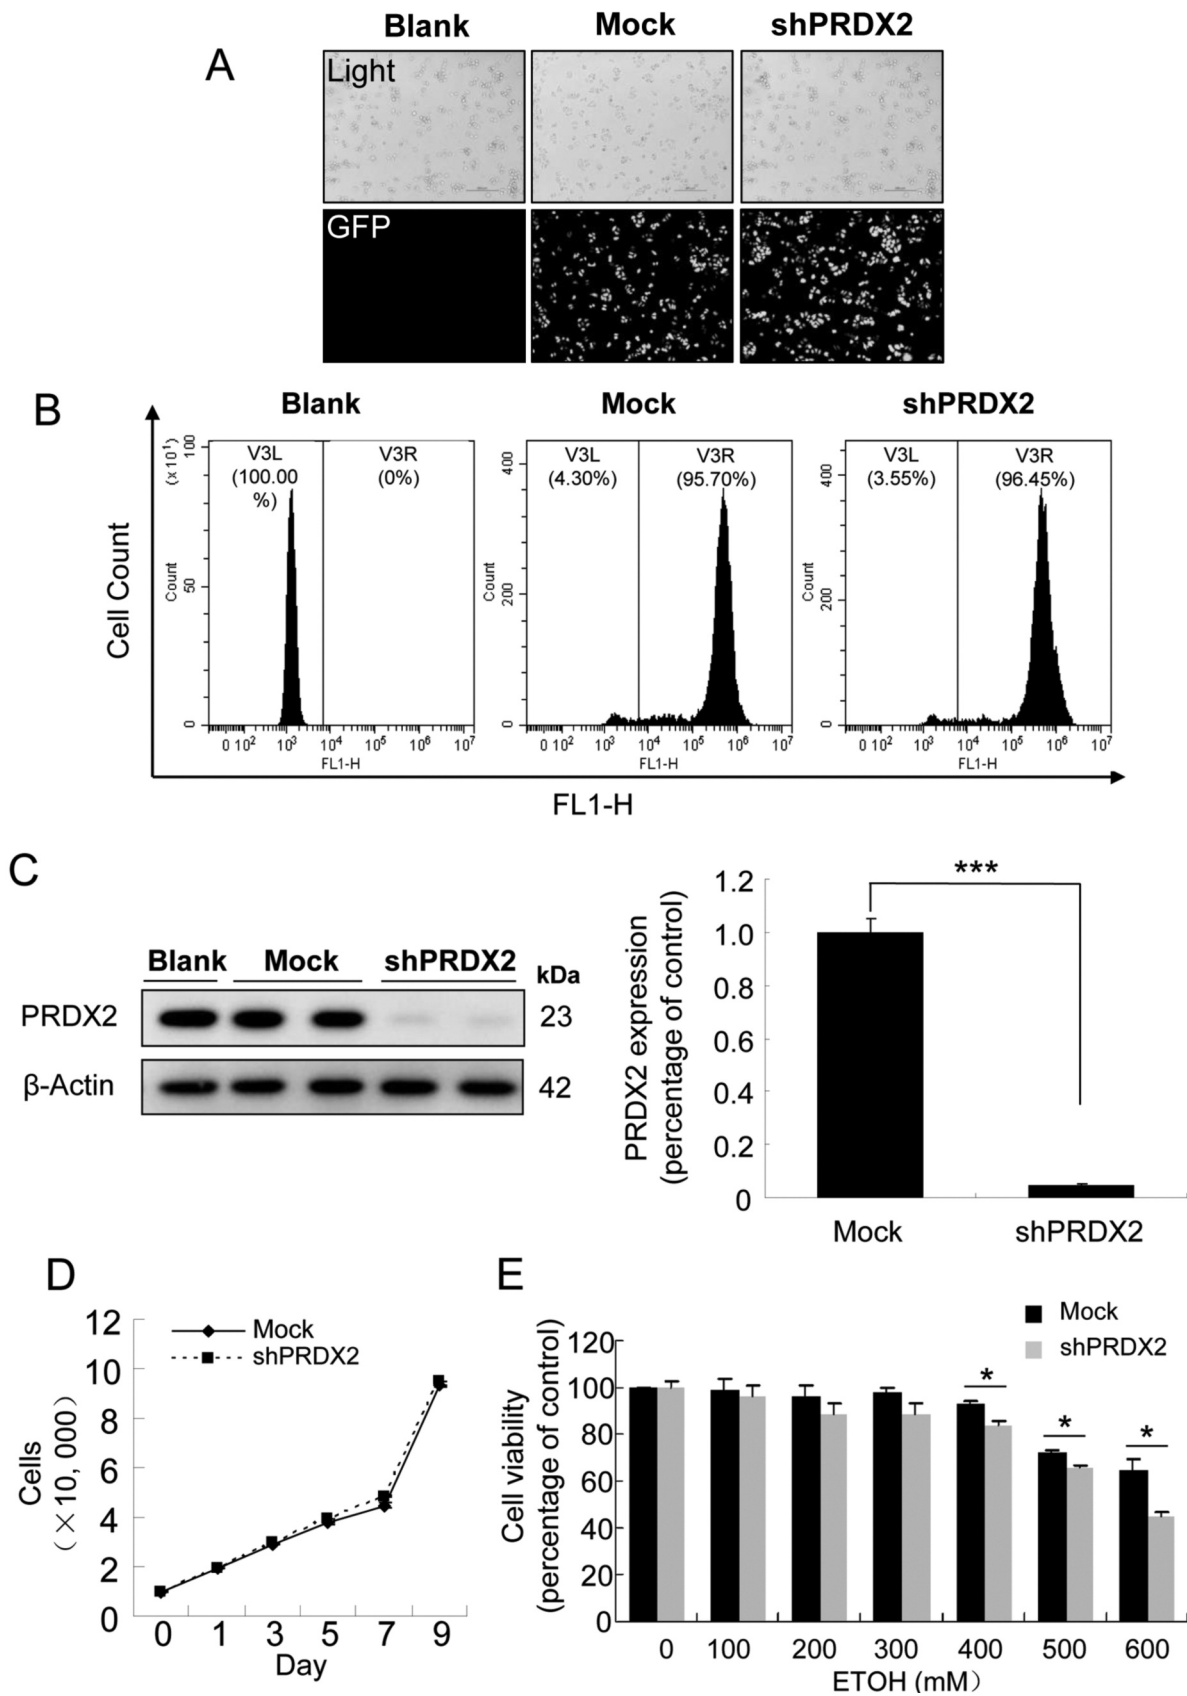 Blank Mock shPRDX2
A
Light
GFP
B
Blank Mock shPRDX2
Cell Count
(x 10¹)
100
50
0
Count
V3L
(100.00
%)
V3R
(0%)
10² 10³ 10⁴ 10⁵ 10⁶ 10⁷
FL1-H
400
200
0
Count
V3L
(4.30%)
V3R
(95.70%)
0 10² 10³ 10⁴ 10⁵ 10⁶ 10⁷
FL1-H
400
200
0
Count
V3L
(3.55%)
V3R
(96.45%)
0 10² 10³ 10⁴ 10⁵ 10⁶ 10⁷
FL1-H
FL1-H
C
Blank Mock shPRDX2 kDa
PRDX2 23
β-Actin 42
PRDX2 expression
(percentage of control)
1.2
1.0
0.8
0.6
0.4
0.2
0
***
Mock shPRDX2
D
Cells
(×10, 000)
12
10
8
6
4
2
0
Mock
shPRDX2
0 1 3 5 7 9
Day
E
Mock
shPRDX2
Cell viability
(percentage of control)
120
100
80
60
40
20
0
*
*
*
0 100 200 300 400 500 600
ETOH (mM)